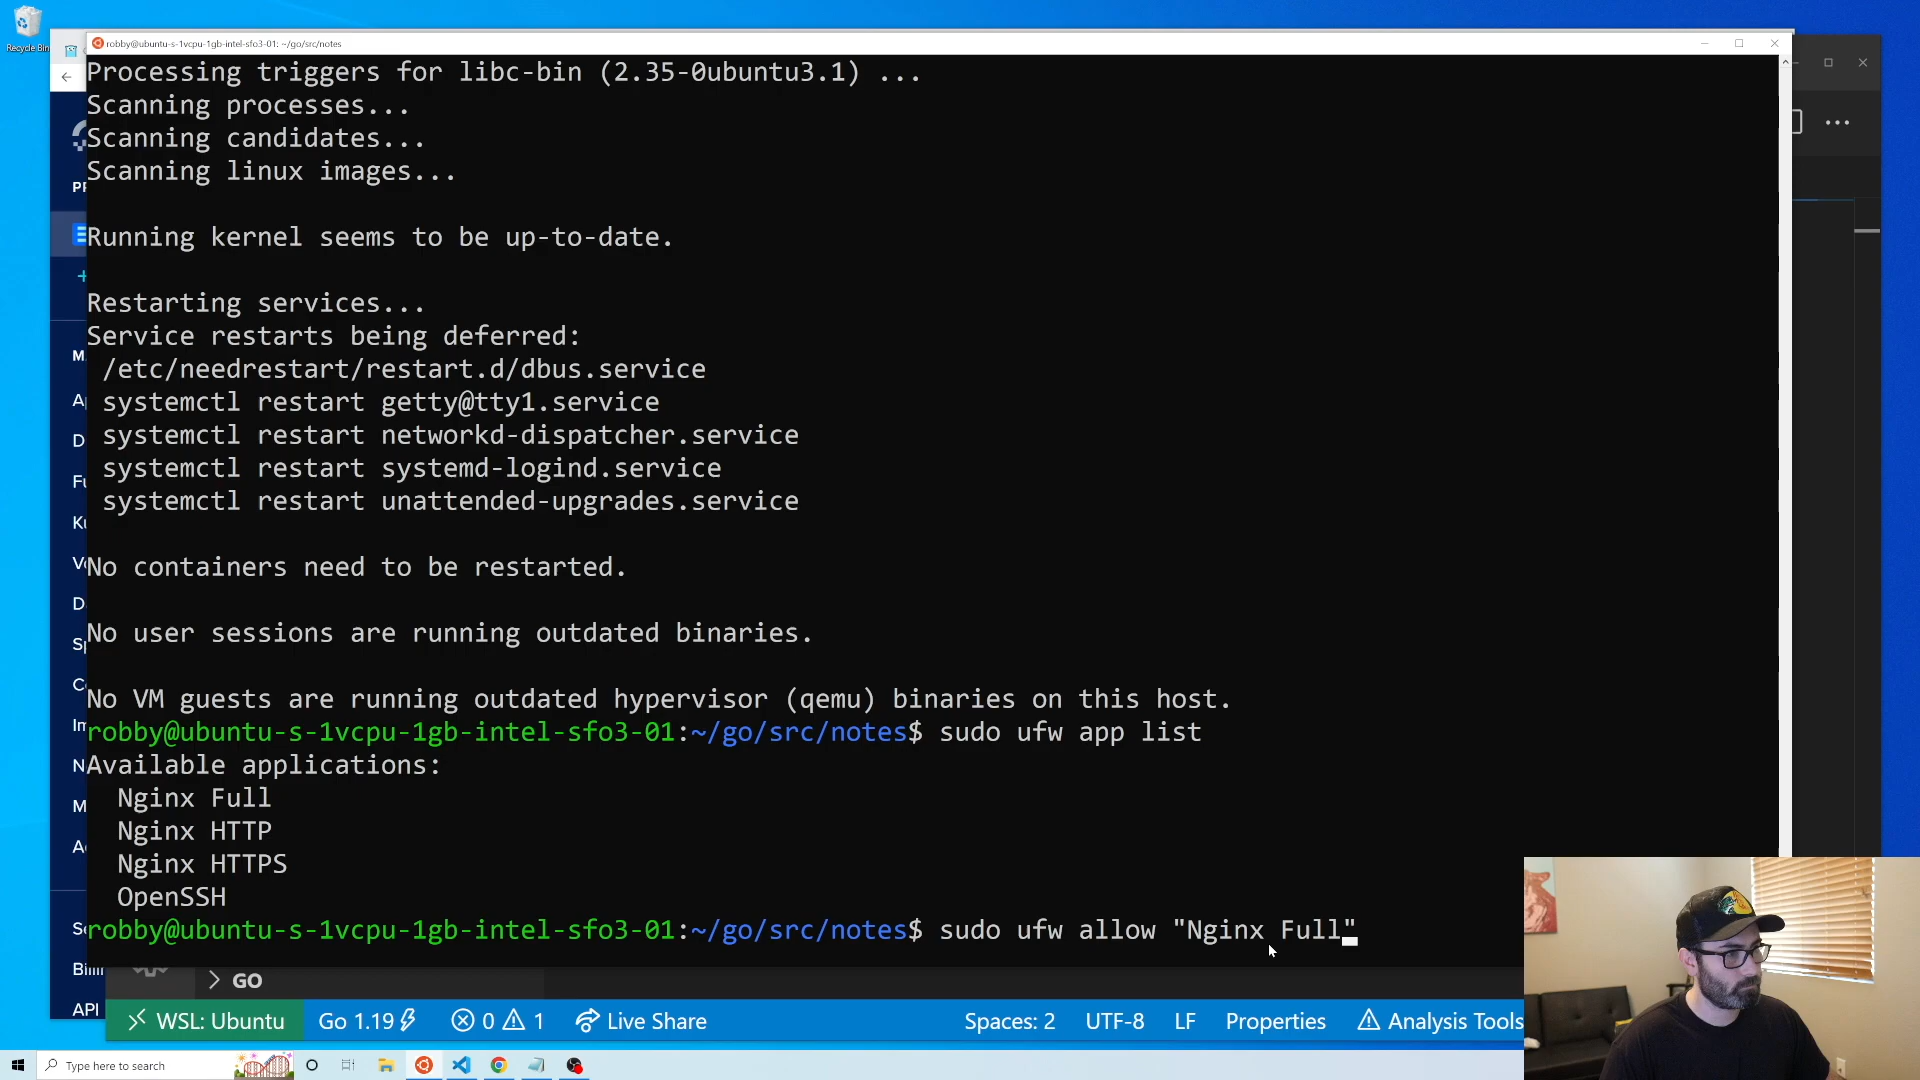 Recycle Bin
robby@ubuntu-s-1vcpu-1gb-intel-sfo3-01: ~/go/src/notes
Processing triggers for libc-bin (2.35-0ubuntu3.1) ...
Scanning processes...
Scanning candidates...
Scanning linux images...
Running kernel seems to be up-to-date.
Restarting services...
Service restarts being deferred:
/etc/needrestart/restart.d/dbus.service
systemctl restart getty@tty1.service
systemctl restart networkd-dispatcher.service
systemctl restart systemd-logind.service
systemctl restart unattended-upgrades.service
No containers need to be restarted.
No user sessions are running outdated binaries.
No VM guests are running outdated hypervisor (qemu) binaries on this host.
robby@ubuntu-s-1vcpu-1gb-intel-sfo3-01:~/go/src/notes$ sudo ufw app list
Available applications:
Nginx Full
Nginx HTTP
Nginx HTTPS
OpenSSH
robby@ubuntu-s-1vcpu-1gb-intel-sfo3-01:~/go/src/notes$ sudo ufw allow "Nginx Full"
GO
API
WSL: Ubuntu Go 1.19 0 1 Live Share Spaces: 2 UTF-8 LF Properties Analysis Tools
Type here to search